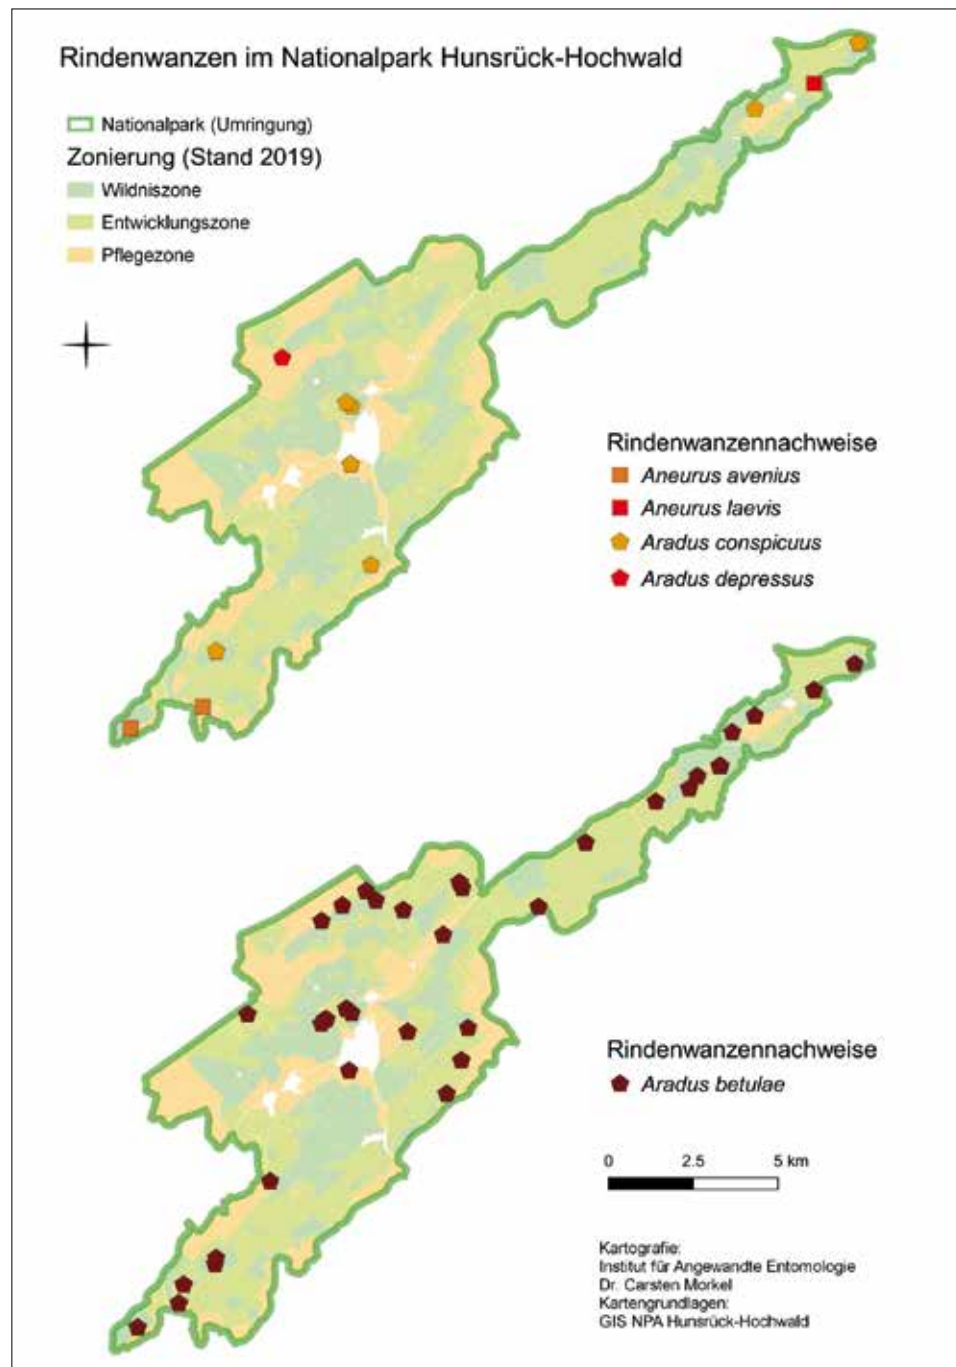 Rindenwanzen im Nationalpark Hunsrück-Hochwald
Nationalpark (Umringung)
Zonierung (Stand 2019)
Wildniszone
Entwicklungszone
Pflegezone
Rindenwanzennachweise
Aneurus avenius
Aneurus laevis
Aradus conspicuus
Aradus depressus
Rindenwanzennachweise
Aradus betulae
0 2.5 5 km
Kartografie:
Institut für Angewandte Entomologie
Dr. Carsten Morkel
Kartengrundlagen:
GIS NPA Hunsrück-Hochwald